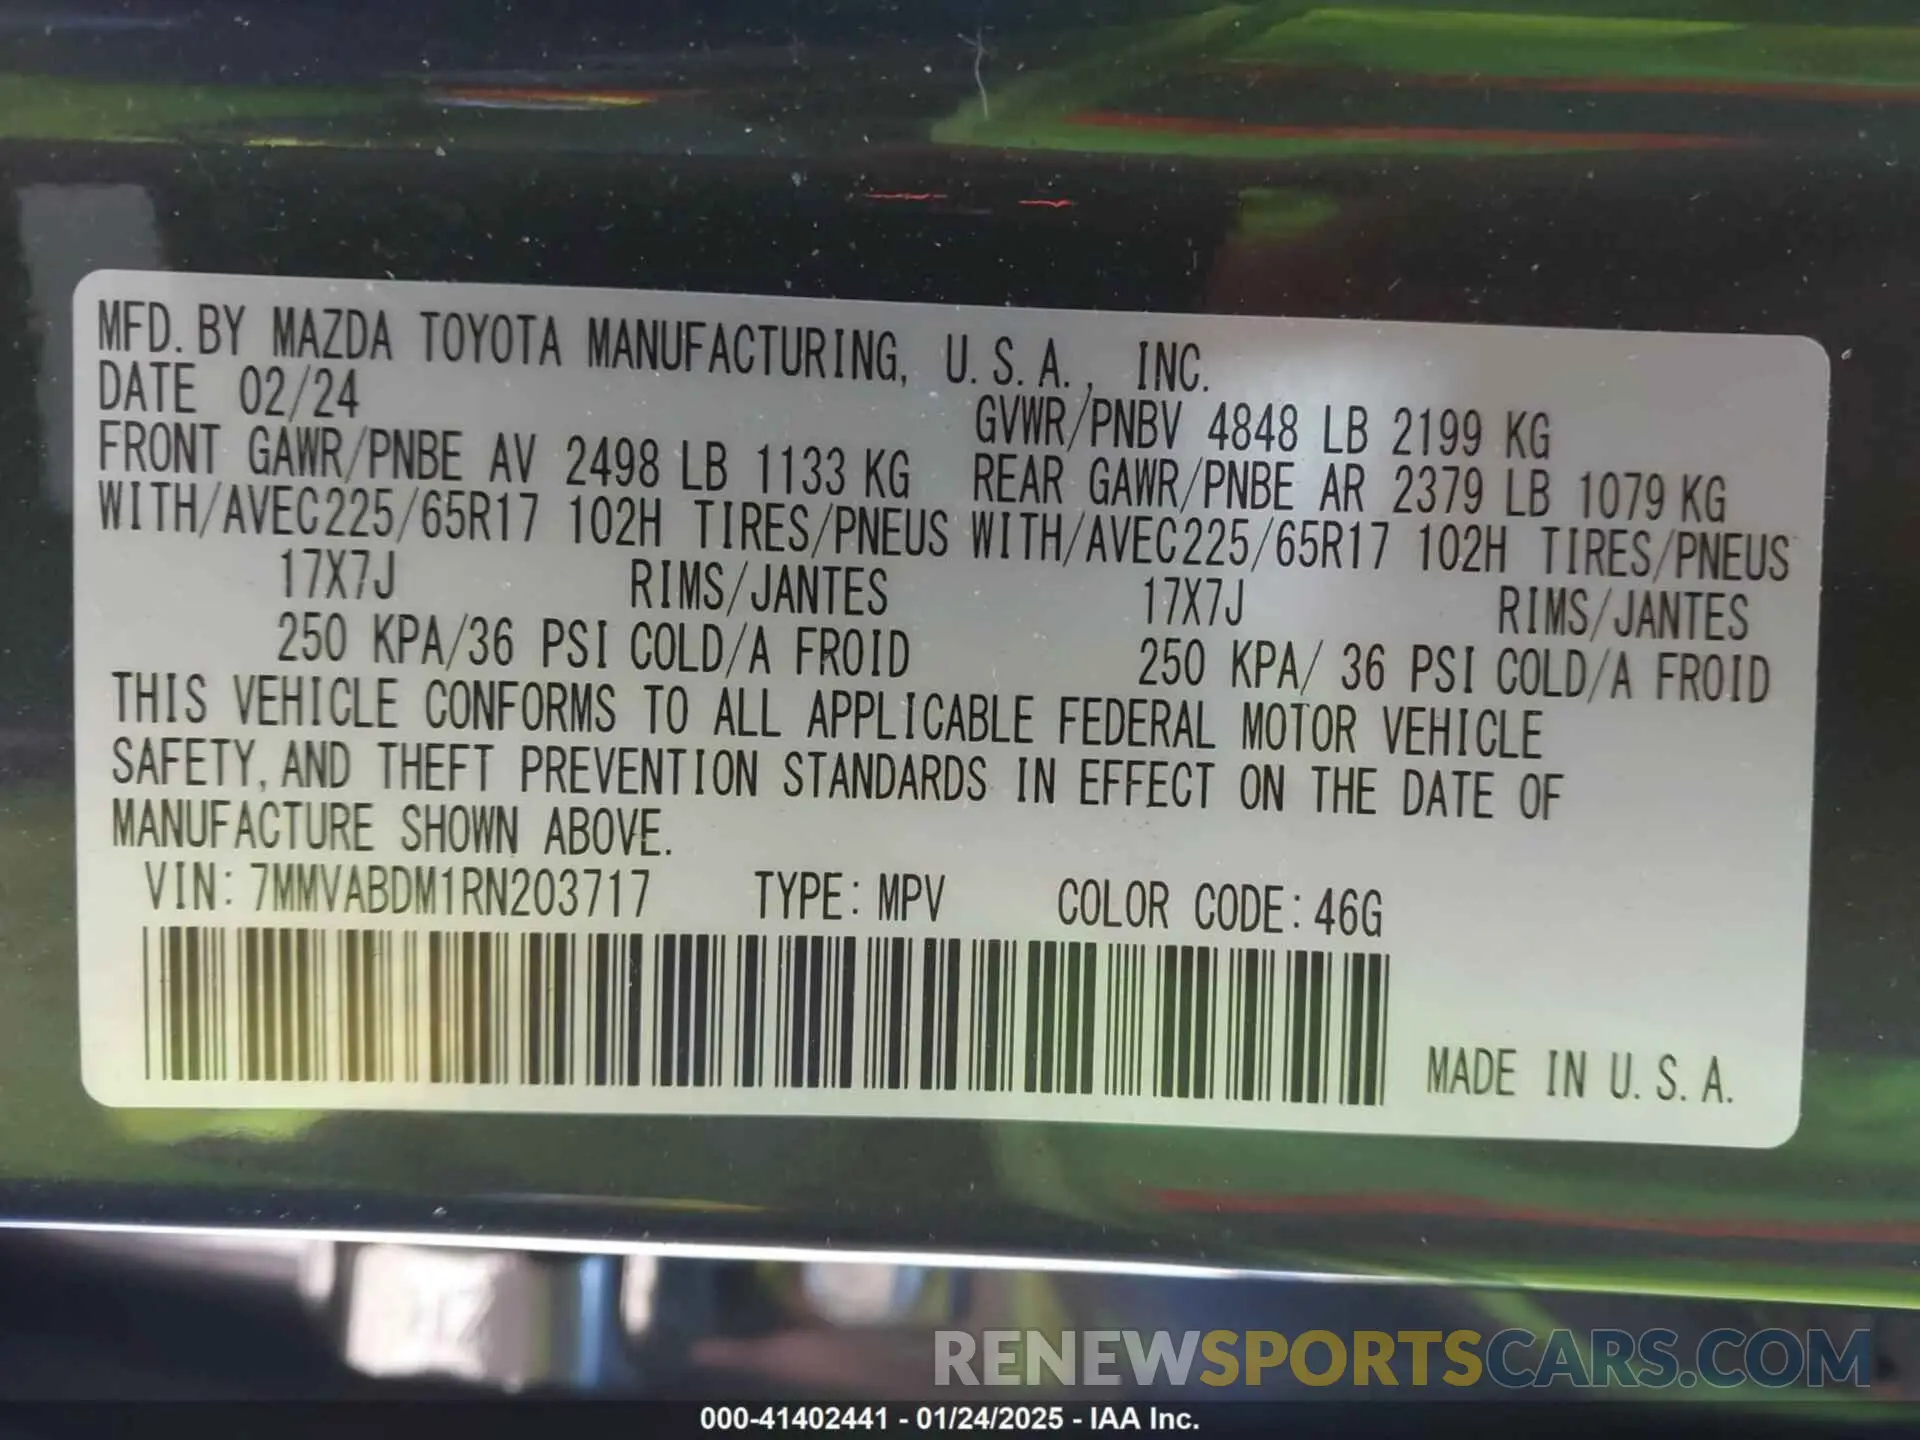 MFD. BY MAZDA TOYOTA MANUFACTURING, U.S.A., INC.
DATE 02/24
GVWR/PNBV 4848 LB 2199 KG
FRONT GAWR/PNBE AV 2498 LB 1133 KG REAR GAWR/PNBE AR 2379 LB 1079 KG
WITH/AVEC225/65R17 102H TIRES/PNEUS WITH/AVEC225/65R17 102H TIRES/PNEUS
17X7J RIMS/JANTES 17X7J RIMS/JANTES
250 KPA/36 PSI COLD/A FROID 250 KPA/ 36 PSI COLD/A FROID
THIS VEHICLE CONFORMS TO ALL APPLICABLE FEDERAL MOTOR VEHICLE
SAFETY, AND THEFT PREVENTION STANDARDS IN EFFECT ON THE DATE OF
MANUFACTURE SHOWN ABOVE.
VIN: 7MMVABDM1RN203717 TYPE: MPV COLOR CODE: 46G
MADE IN U.S.A.
RENEWSPORTSCARS.COM
000-41402441 - 01/24/2025 - IAA Inc.